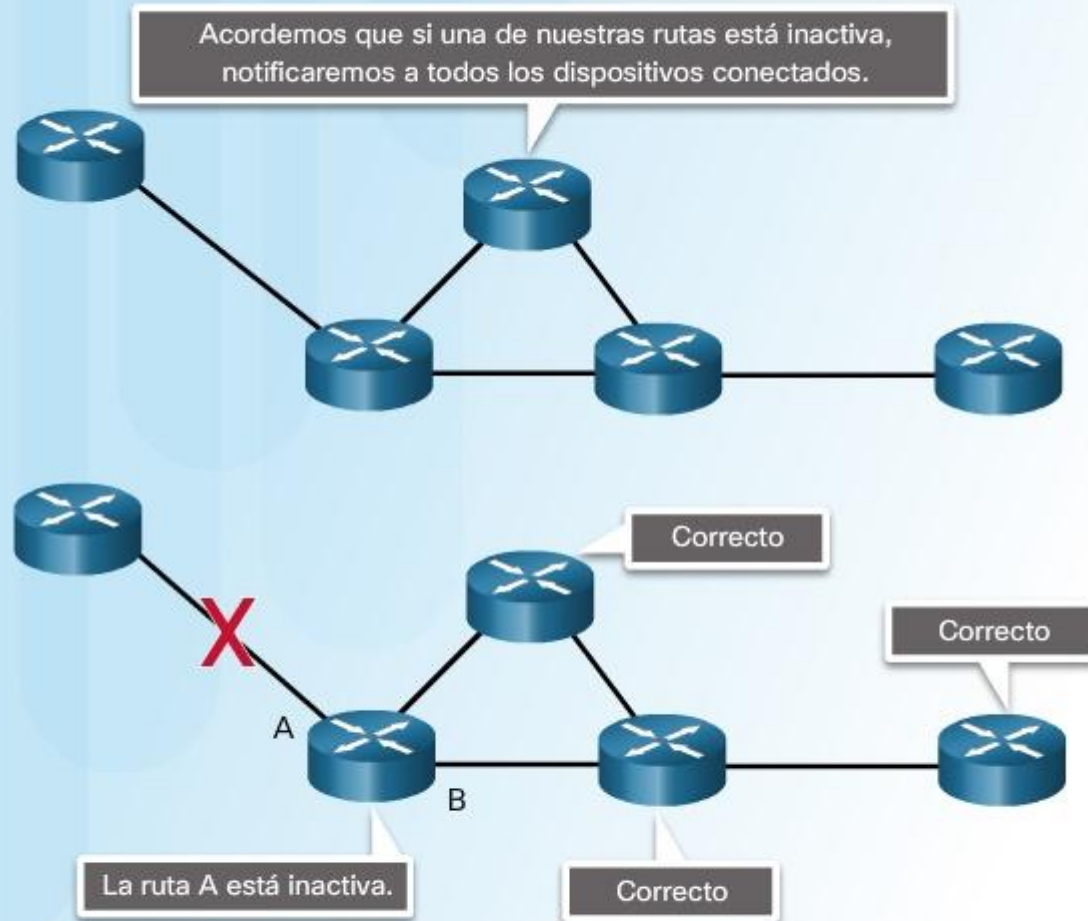 Acordemos que si una de nuestras rutas está inactiva,
notificaremos a todos los dispositivos conectados.
Correcto
Correcto
A
B
La ruta A está inactiva.
Correcto